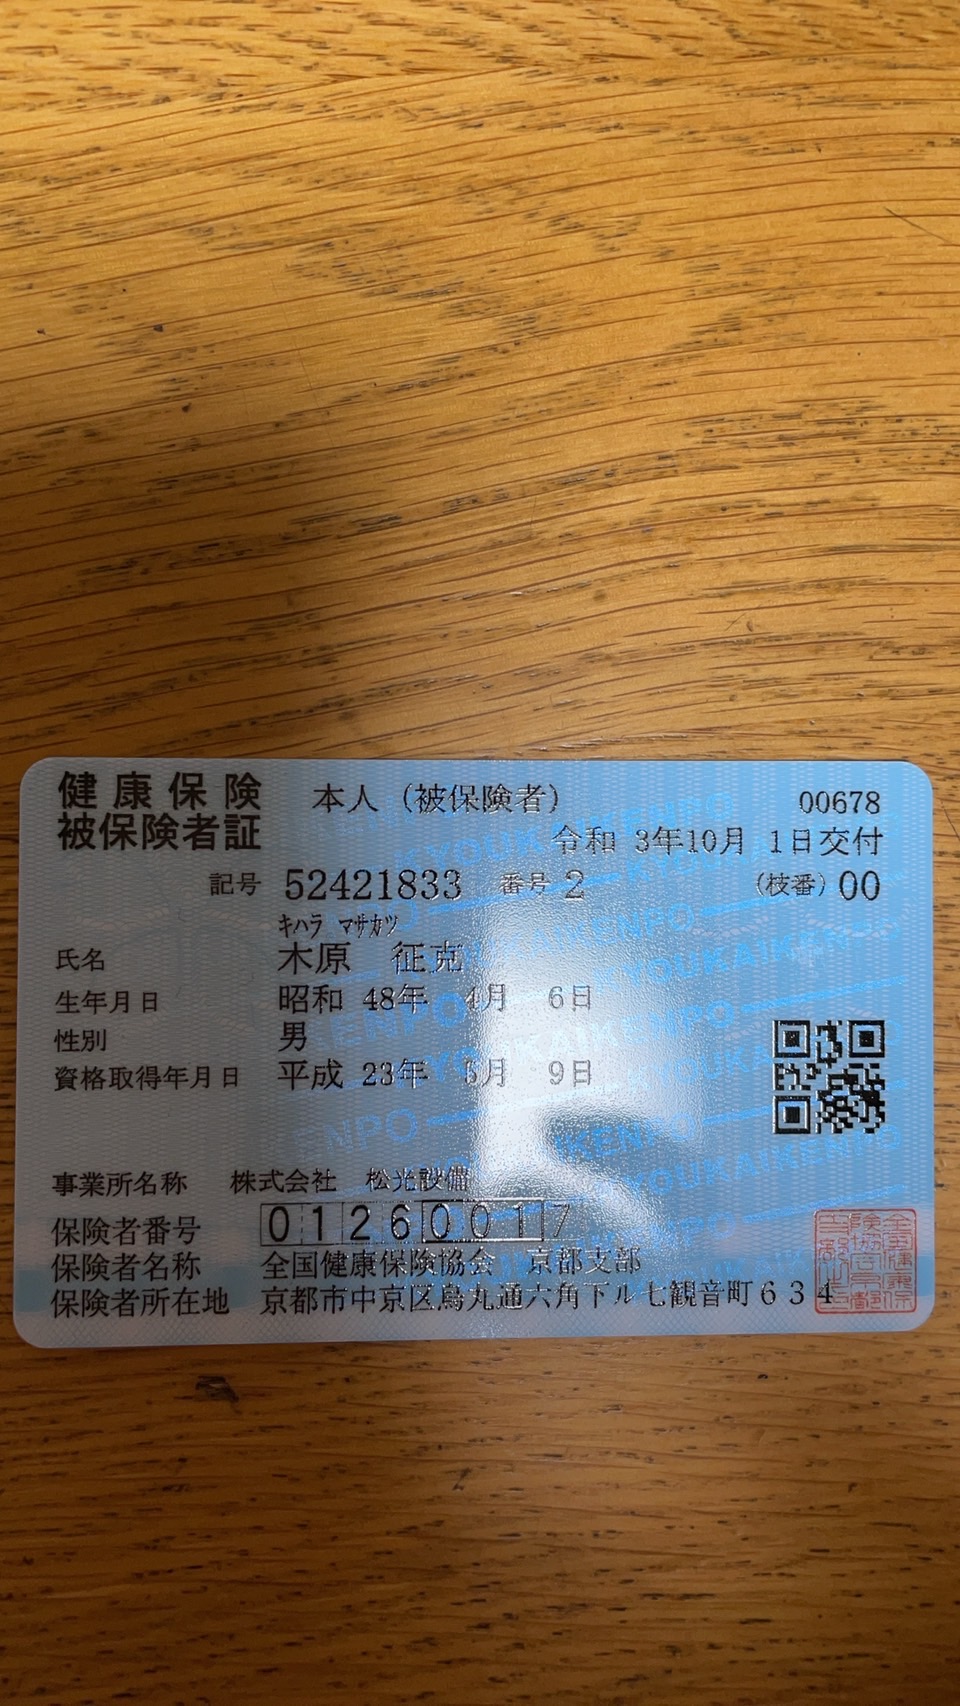 健康保険
被保険者証
本人（被保険者）
00678
令和 3年10月 1日交付
記号 52421833 番号 2 （枝番）00
キハラ マサカツ
氏名 木原 征克
生年月日 昭和 48年 4月 6日
性別 男
資格取得年月日 平成 23年 月 9日
事業所名称 株式会社 松光設備
保険者番号 01260017
保険者名称 全国健康保険協会 京都支部
保険者所在地 京都市中京区烏丸通六角下ル七観音町634